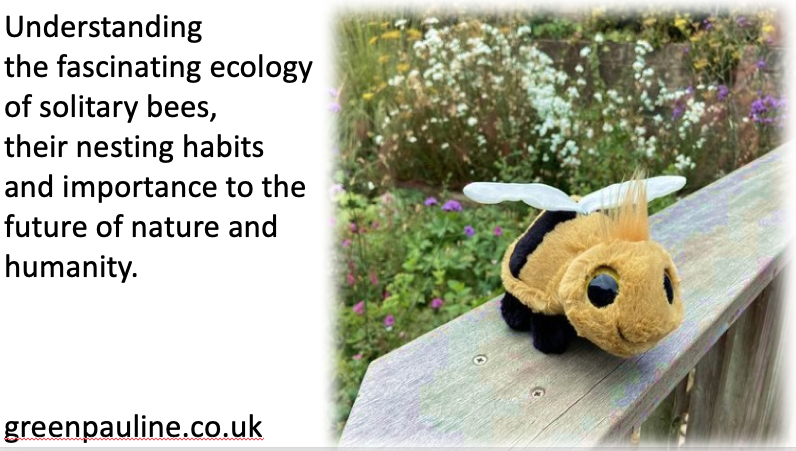 Understanding
the fascinating ecology
of solitary bees,
their nesting habits
and importance to the
future of nature and
humanity.
greenpauline.co.uk